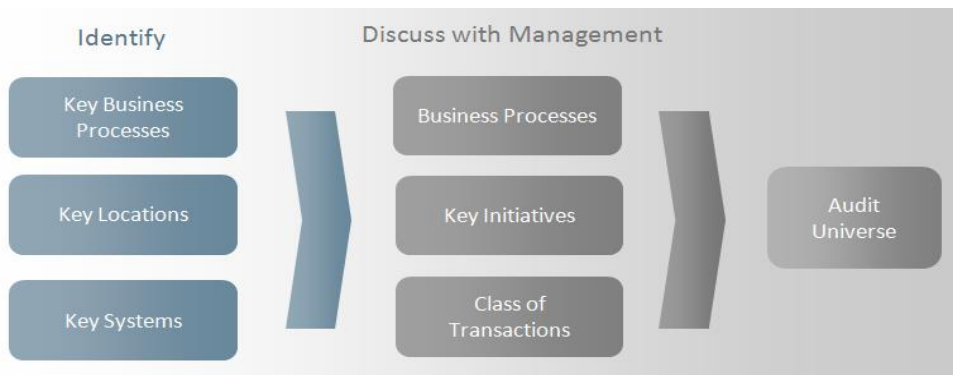 Identify
Discuss with Management
Key Business
Processes
Key Locations
Key Systems
Business Processes
Key Initiatives
Class of
Transactions
Audit
Universe